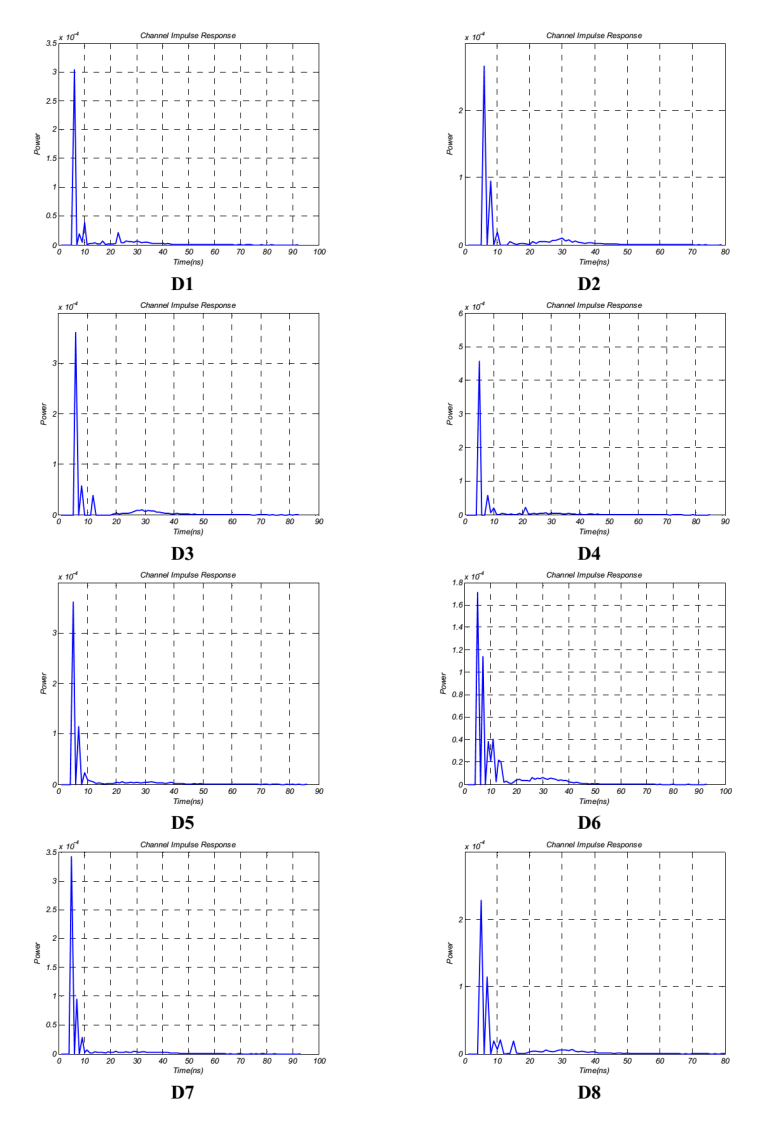 x 10-4 Channel Impulse Response
3.5
3
2.5
2
1.5
1
0.5
0
Power
0 10 20 30 40 50 60 70 80 90 100
Time(ns)
D1
x 10-4 Channel Impulse Response
2
1
0
Power
0 10 20 30 40 50 60 70 80
Time(ns)
D2
x 10-4 Channel Impulse Response
3
2
1
0
Power
0 10 20 30 40 50 60 70 80 90
Time(ns)
D3
x 10-4 Channel Impulse Response
6
5
4
3
2
1
0
Power
0 10 20 30 40 50 60 70 80 90
Time(ns)
D4
x 10-4 Channel Impulse Response
3
2
1
0
Power
0 10 20 30 40 50 60 70 80 90
Time(ns)
D5
x 10-4 Channel Impulse Response
1.8
1.6
1.4
1.2
1
0.8
0.6
0.4
0.2
Power
0 10 20 30 40 50 60 70 80 90 100
Time(ns)
D6
x 10-4 Channel Impulse Response
3.5
3
2.5
2
1.5
1
0.5
0
Power
0 10 20 30 40 50 60 70 80 90 100
Time(ns)
D7
x 10-4 Channel Impulse Response
2
1
0
Power
0 10 20 30 40 50 60 70 80
Time(ns)
D8